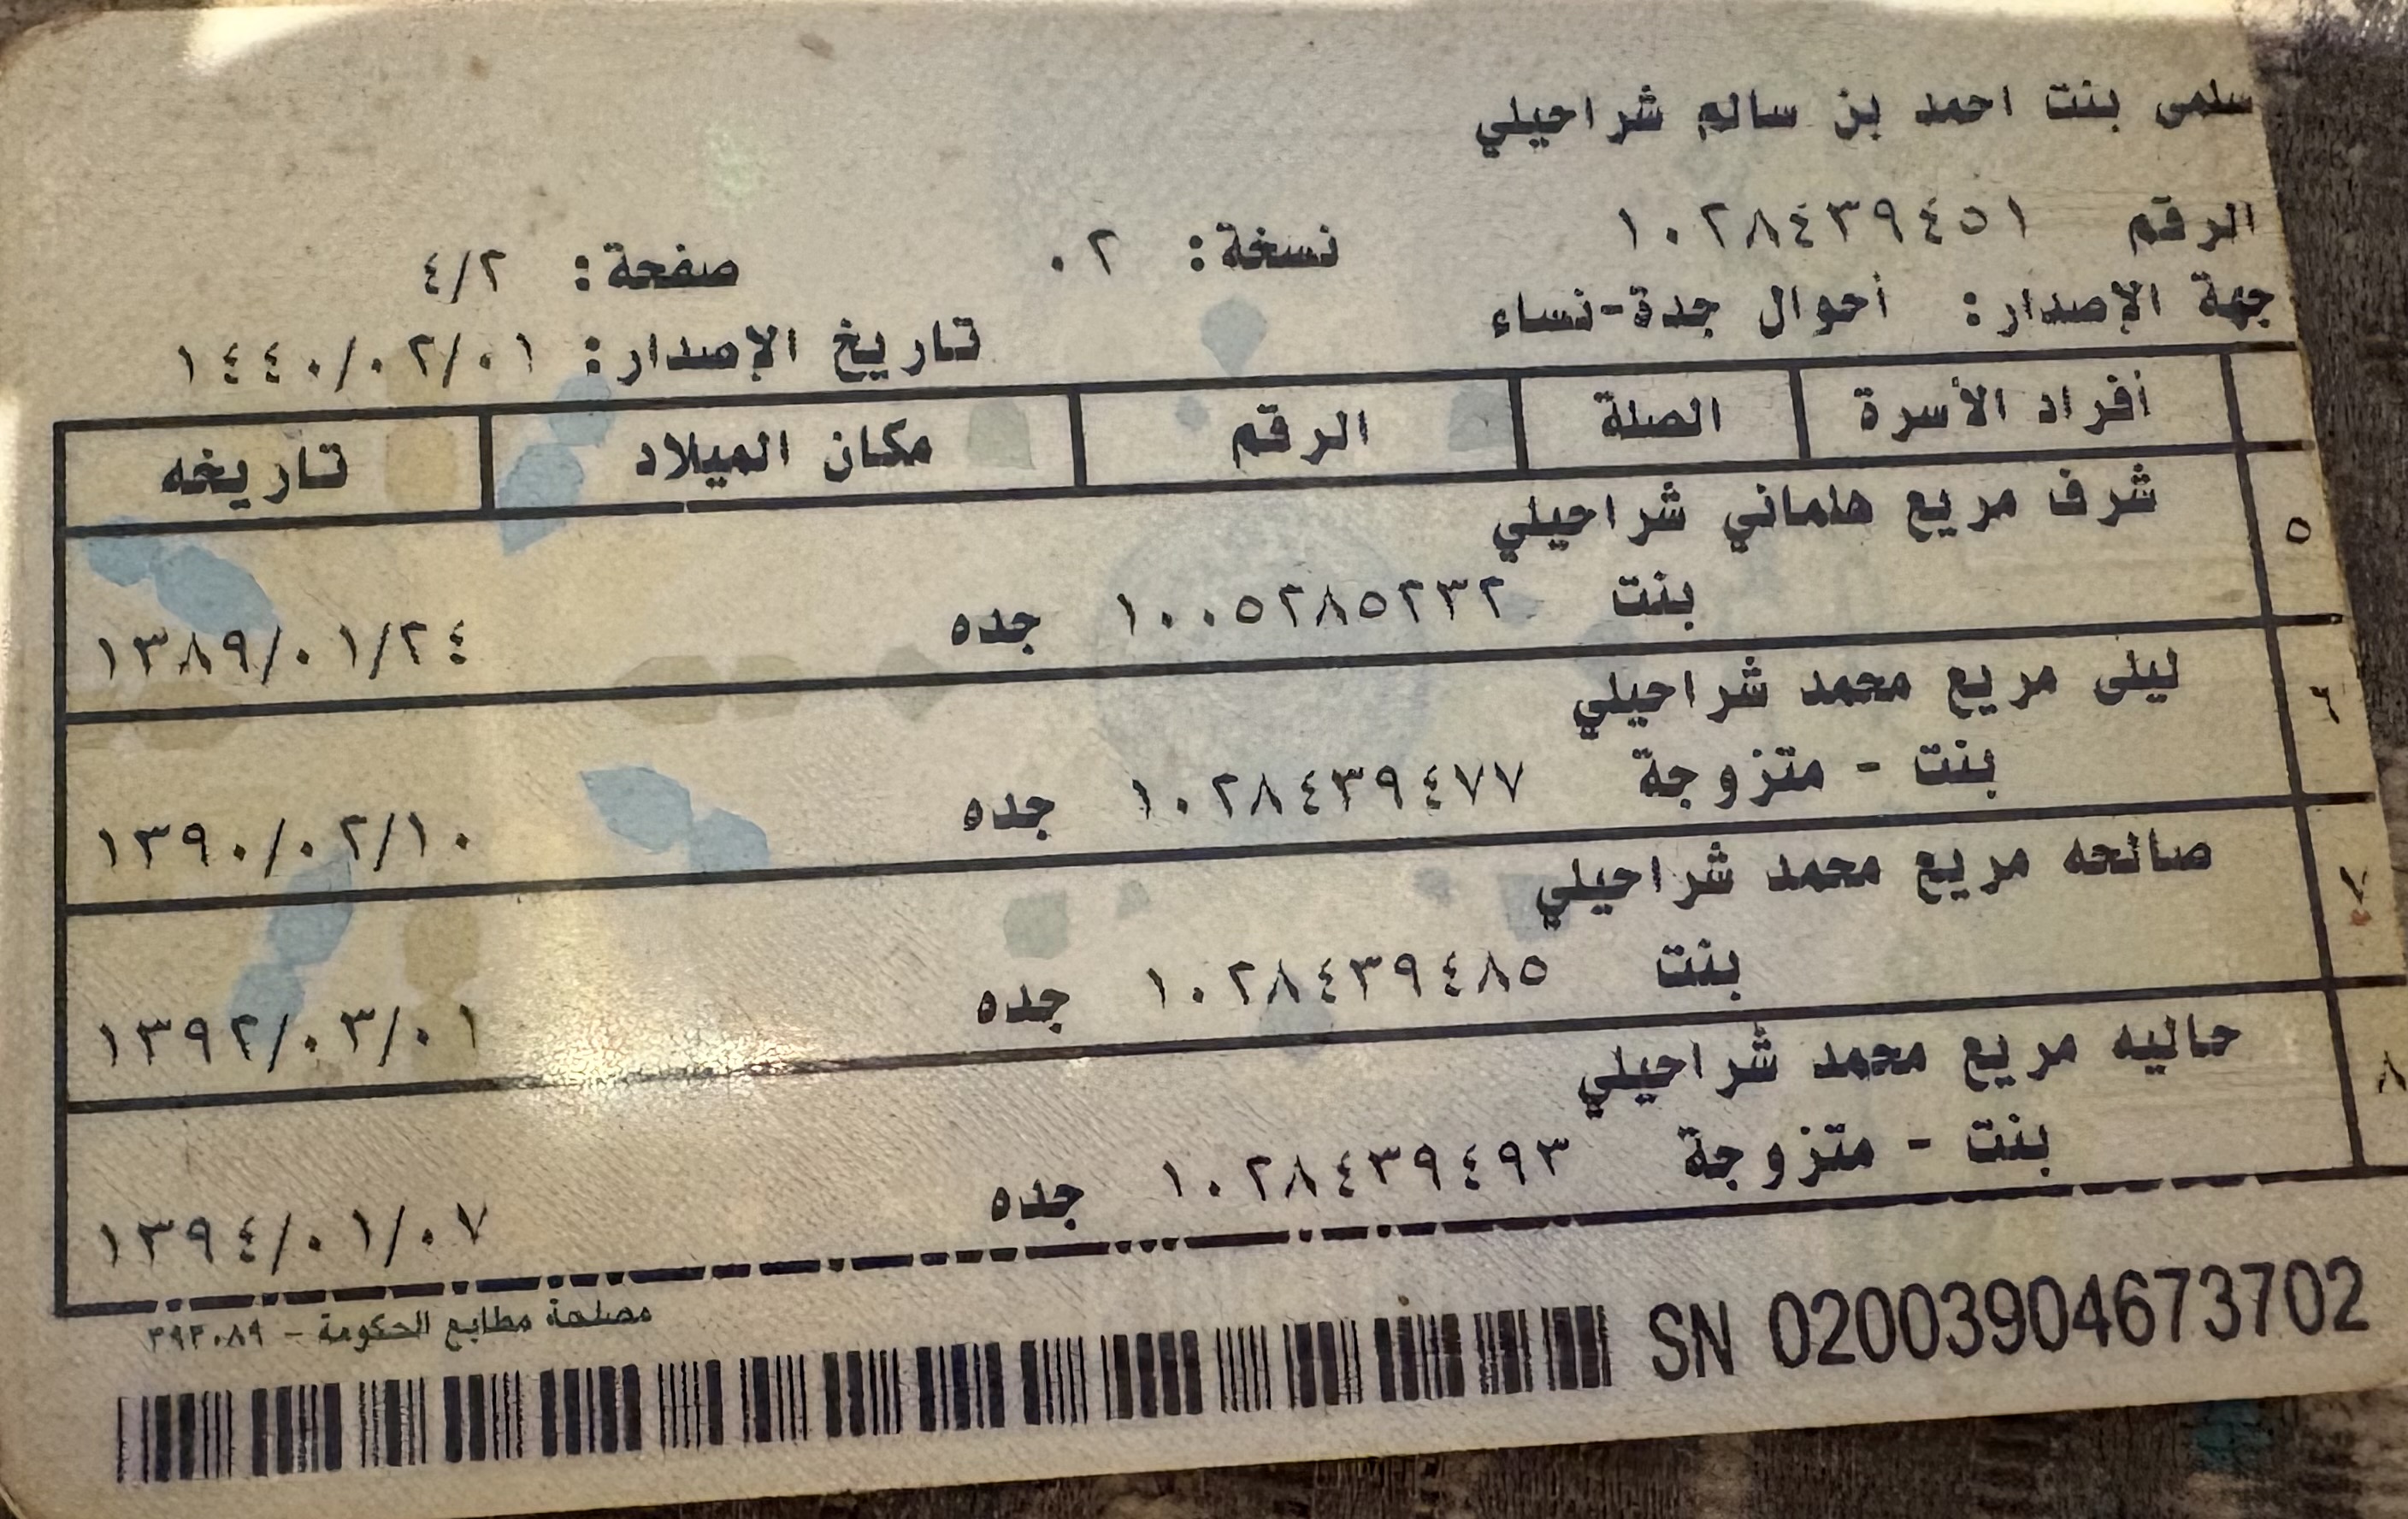 سلمى بنت احمد بن سالم شراحيلي
الرقم ١٠٢٨٤٣٩٤٥١ نسخة: ٠٢ صفحة: ٤/٢
جهة الإصدار: أحوال جدة-نساء تاريخ الإصدار: ١٤٤٠/٠٢/٠١
أفراد الأسرة الصلة الرقم مكان الميلاد تاريخه
٥ شرف مريع هلماني شراحيلي
بنت ١٠٠٥٢٨٥٢٣٢ جده ١٣٨٩/٠١/٢٤
٦ ليلى مريع محمد شراحيلي
بنت - متزوجة ١٠٢٨٤٣٩٤٧٧ جده ١٣٩٠/٠٢/١٠
٧ صالحه مريع محمد شراحيلي
بنت ١٠٢٨٤٣٩٤٨٥ جده ١٣٩٢/٠٣/٠١
٨ حاليه مريع محمد شراحيلي
بنت - متزوجة ١٠٢٨٤٣٩٤٩٣ جده ١٣٩٤/٠١/٠٧
مصلحة مطابع الحكومة - ٣٩٣٠٨٩
SN 02003904673702